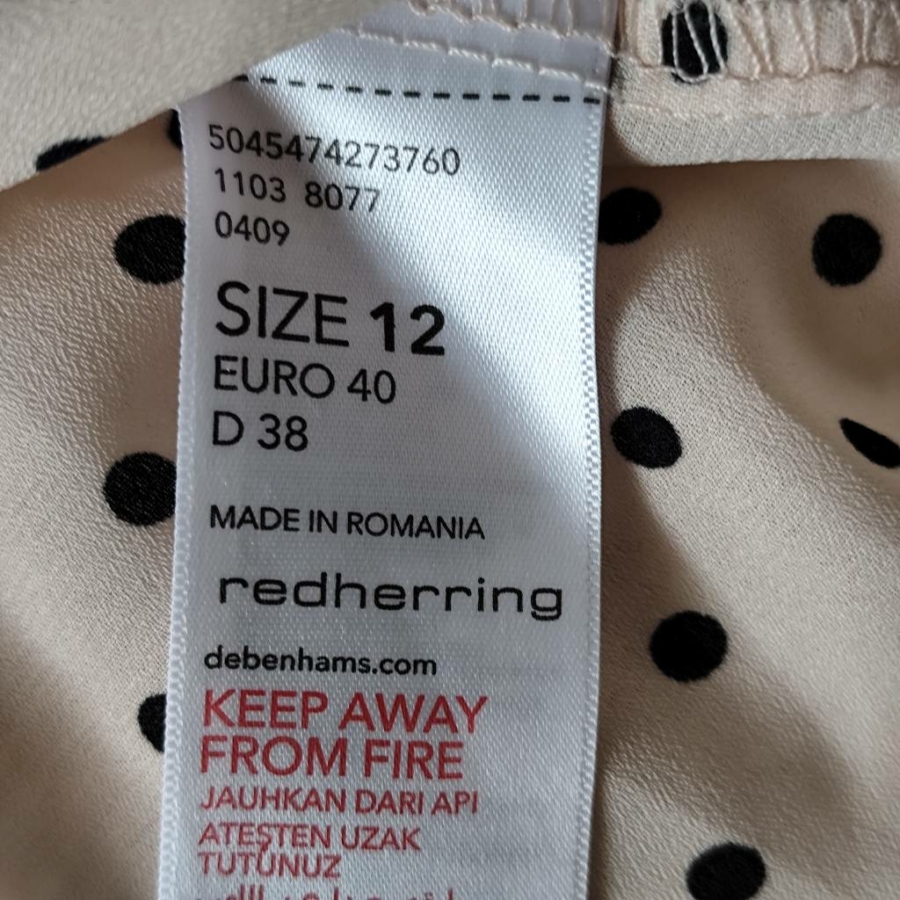 5045474273760
1103 8077
0409
SIZE 12
EURO 40
D 38
MADE IN ROMANIA
redherring
debenhams.com
KEEP AWAY
FROM FIRE
JAUHKAN DARI API
ATEŞTEN UZAK
TUTUNUZ